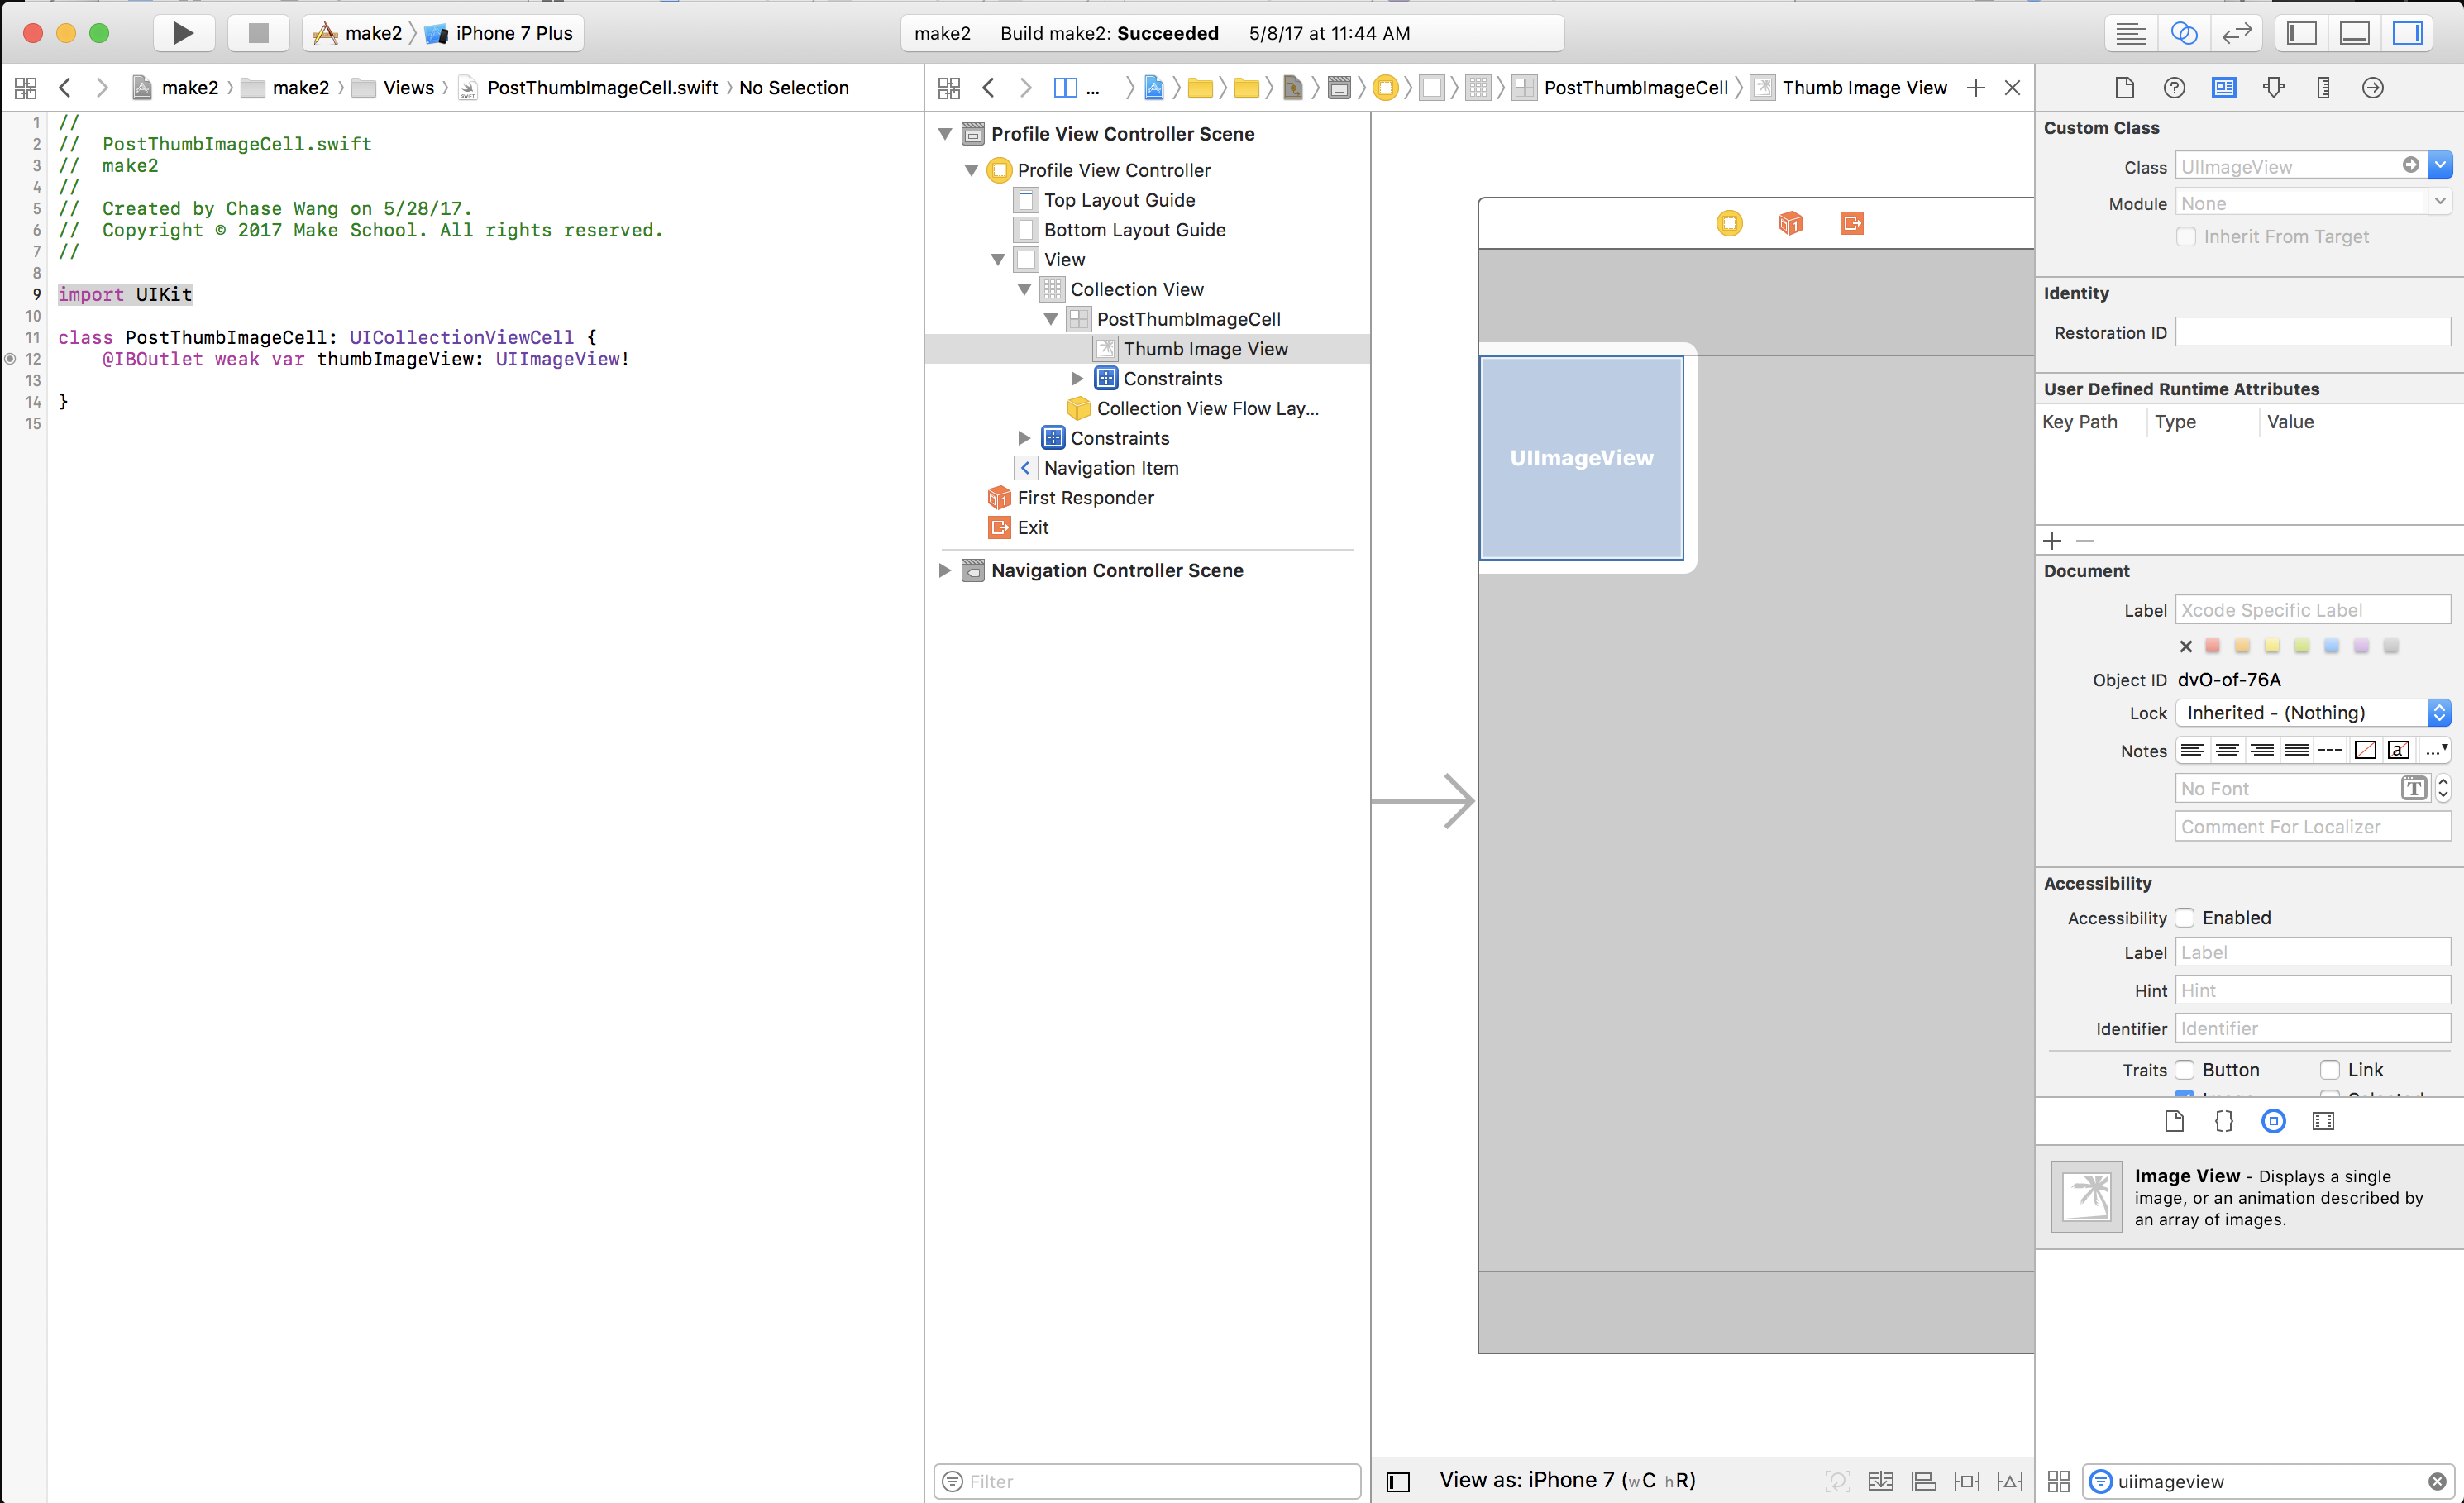 make2 〉 iPhone 7 Plus
make2 | Build make2: Succeeded | 5/8/17 at 11:44 AM
make2 〉 make2 〉 Views 〉 PostThumbImageCell.swift 〉 No Selection
... 〉 PostThumbImageCell 〉 Thumb Image View
1 //
2 //  PostThumbImageCell.swift
3 //  make2
4 //
5 //  Created by Chase Wang on 5/28/17.
6 //  Copyright © 2017 Make School. All rights reserved.
7 //
8
9 import UIKit
10
11 class PostThumbImageCell: UICollectionViewCell {
12     @IBOutlet weak var thumbImageView: UIImageView!
13
14 }
15
Profile View Controller Scene
Profile View Controller
Top Layout Guide
Bottom Layout Guide
View
Collection View
PostThumbImageCell
Thumb Image View
Constraints
Collection View Flow Lay...
Constraints
Navigation Item
First Responder
Exit
Navigation Controller Scene
Filter
UIImageView
View as: iPhone 7 (wC hR)
Custom Class
Class UIImageView
Module None
Inherit From Target
Identity
Restoration ID
User Defined Runtime Attributes
Key Path Type Value
Document
Label Xcode Specific Label
Object ID dvO-of-76A
Lock Inherited - (Nothing)
Notes
No Font
Comment For Localizer
Accessibility
Accessibility Enabled
Label Label
Hint Hint
Identifier Identifier
Traits Button Link
Image View - Displays a single
image, or an animation described by
an array of images.
uiimageview